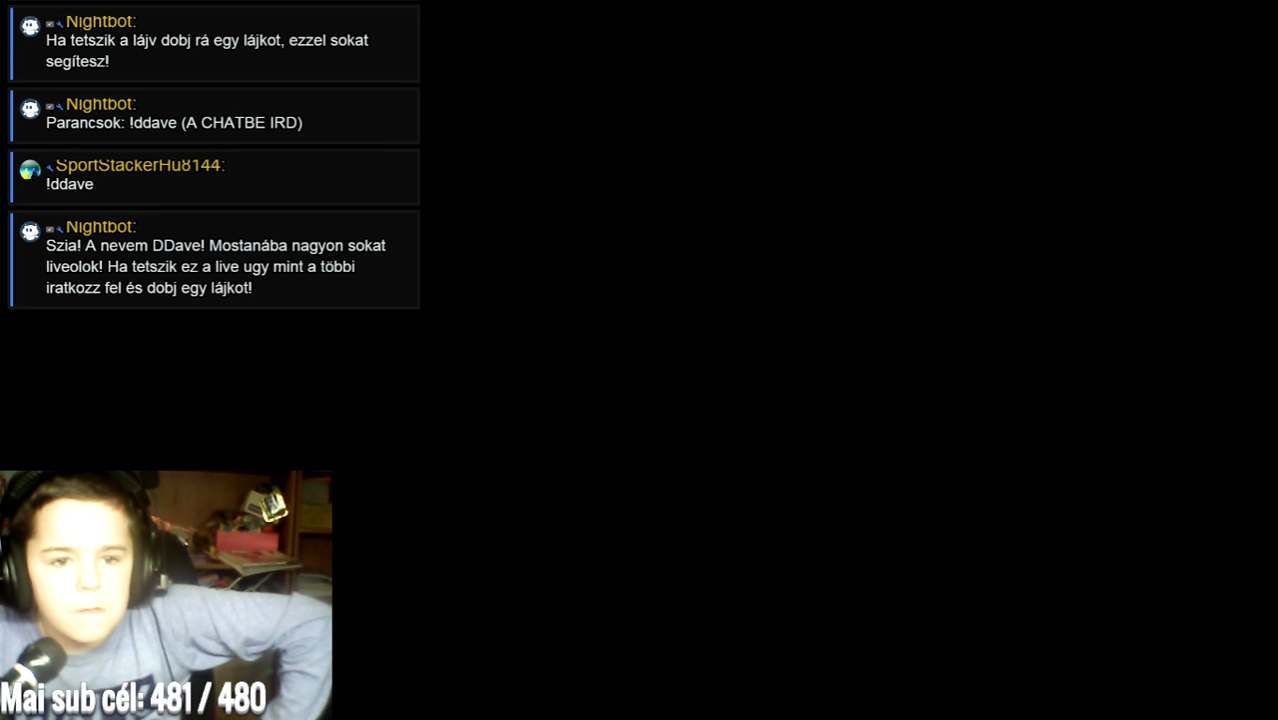 Nightbot:
Ha tetszik a lájv dobj rá egy lájkot, ezzel sokat
segítesz!
Nightbot:
Parancsok: !ddave (A CHATBE IRD)
SportStackerHu8144:
!ddave
Nightbot:
Szia! A nevem DDave! Mostanába nagyon sokat
liveolok! Ha tetszik ez a live ugy mint a többi
iratkozz fel és dobj egy lájkot!
Mai sub cél: 481 / 480